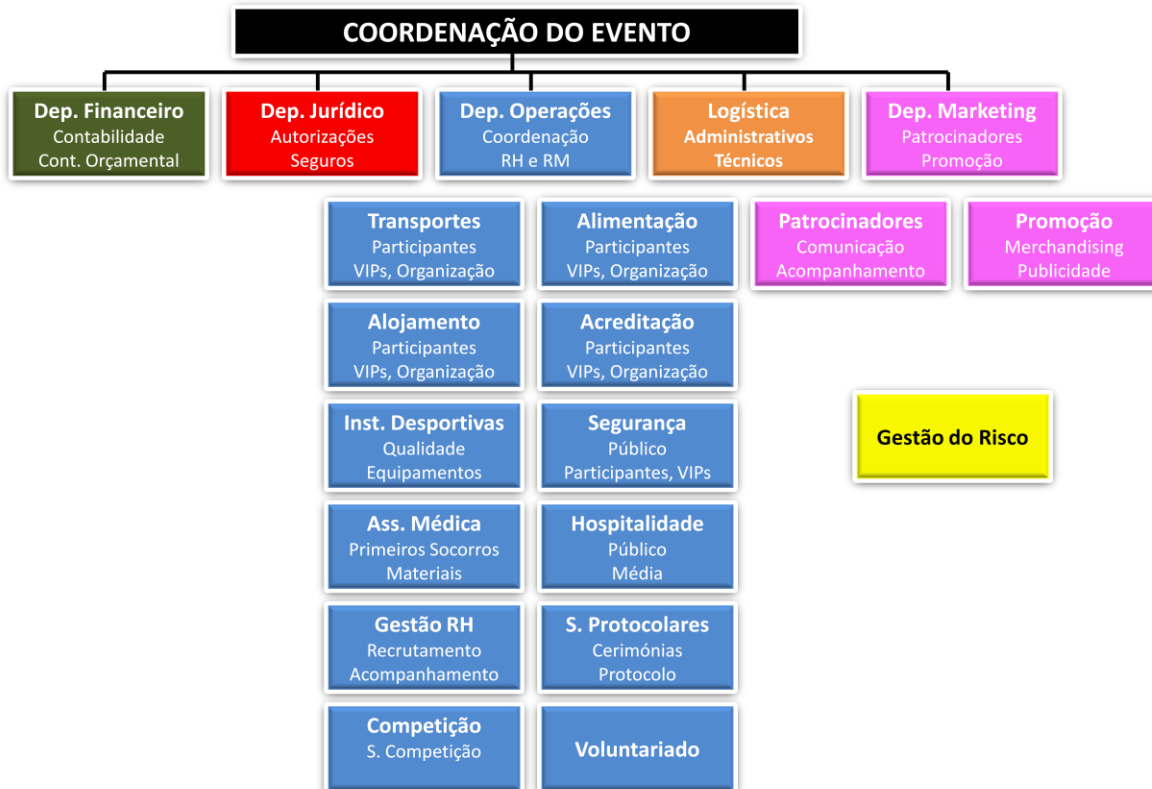 COORDENAÇÃO DO EVENTO
Dep. Financeiro
Contabilidade
Cont. Orçamental
Dep. Jurídico
Autorizações
Seguros
Dep. Operações
Coordenação
RH e RM
Logística
Administrativos
Técnicos
Dep. Marketing
Patrocinadores
Promoção
Transportes
Participantes
VIPs, Organização
Alimentação
Participantes
VIPs, Organização
Patrocinadores
Comunicação
Acompanhamento
Promoção
Merchandising
Publicidade
Alojamento
Participantes
VIPs, Organização
Acreditação
Participantes
VIPs, Organização
Inst. Desportivas
Qualidade
Equipamentos
Segurança
Público
Participantes, VIPs
Gestão do Risco
Ass. Médica
Primeiros Socorros
Materiais
Hospitalidade
Público
Média
Gestão RH
Recrutamento
Acompanhamento
S. Protocolares
Cerimónias
Protocolo
Competição
S. Competição
Voluntariado